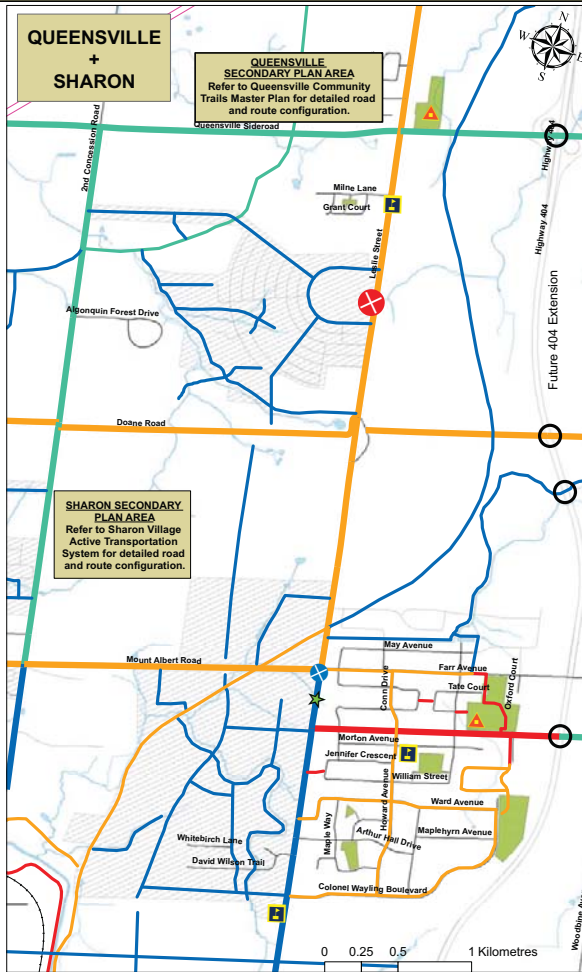 QUEENSVILLE
+
SHARON
QUEENSVILLE
SECONDARY PLAN AREA
Refer to Queensville Community
Trails Master Plan for detailed road
and route configuration.
N
W
E
S
2nd Concession Road
Queensville Sideroad
Highway 404
Milne Lane
Grant Court
Highway 404
Leslie Street
Future 404 Extension
Algonquin Forest Drive
Doane Road
SHARON SECONDARY
PLAN AREA
Refer to Sharon Village
Active Transportation
System for detailed road
and route configuration.
May Avenue
Mount Albert Road
Farr Avenue
Conn Drive
Tate Court
Oxford Court
Morton Avenue
Jennifer Crescent
William Street
Howard Avenue
Ward Avenue
Maple Way
Arthur Hall Drive
Maplehyrn Avenue
Whitebirch Lane
David Wilson Trail
Colonel Wayling Boulevard
0 0.25 0.5 1 Kilometres